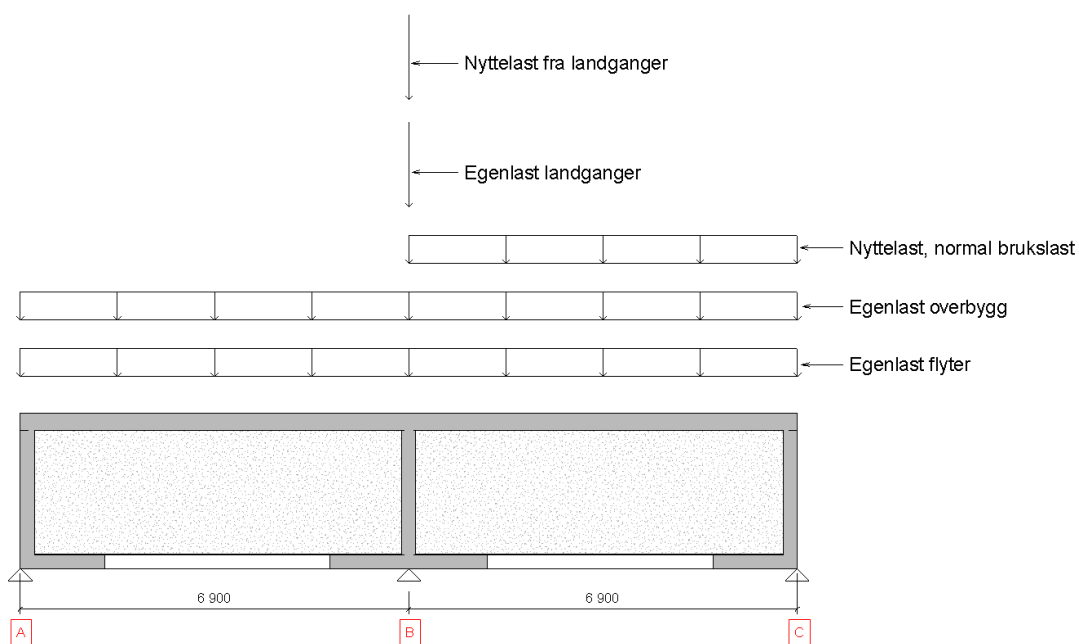 Nyttelast fra landganger
Egenlast landganger
Nyttelast, normal brukslast
Egenlast overbygg
Egenlast flyter
6 900
6 900
A
B
C